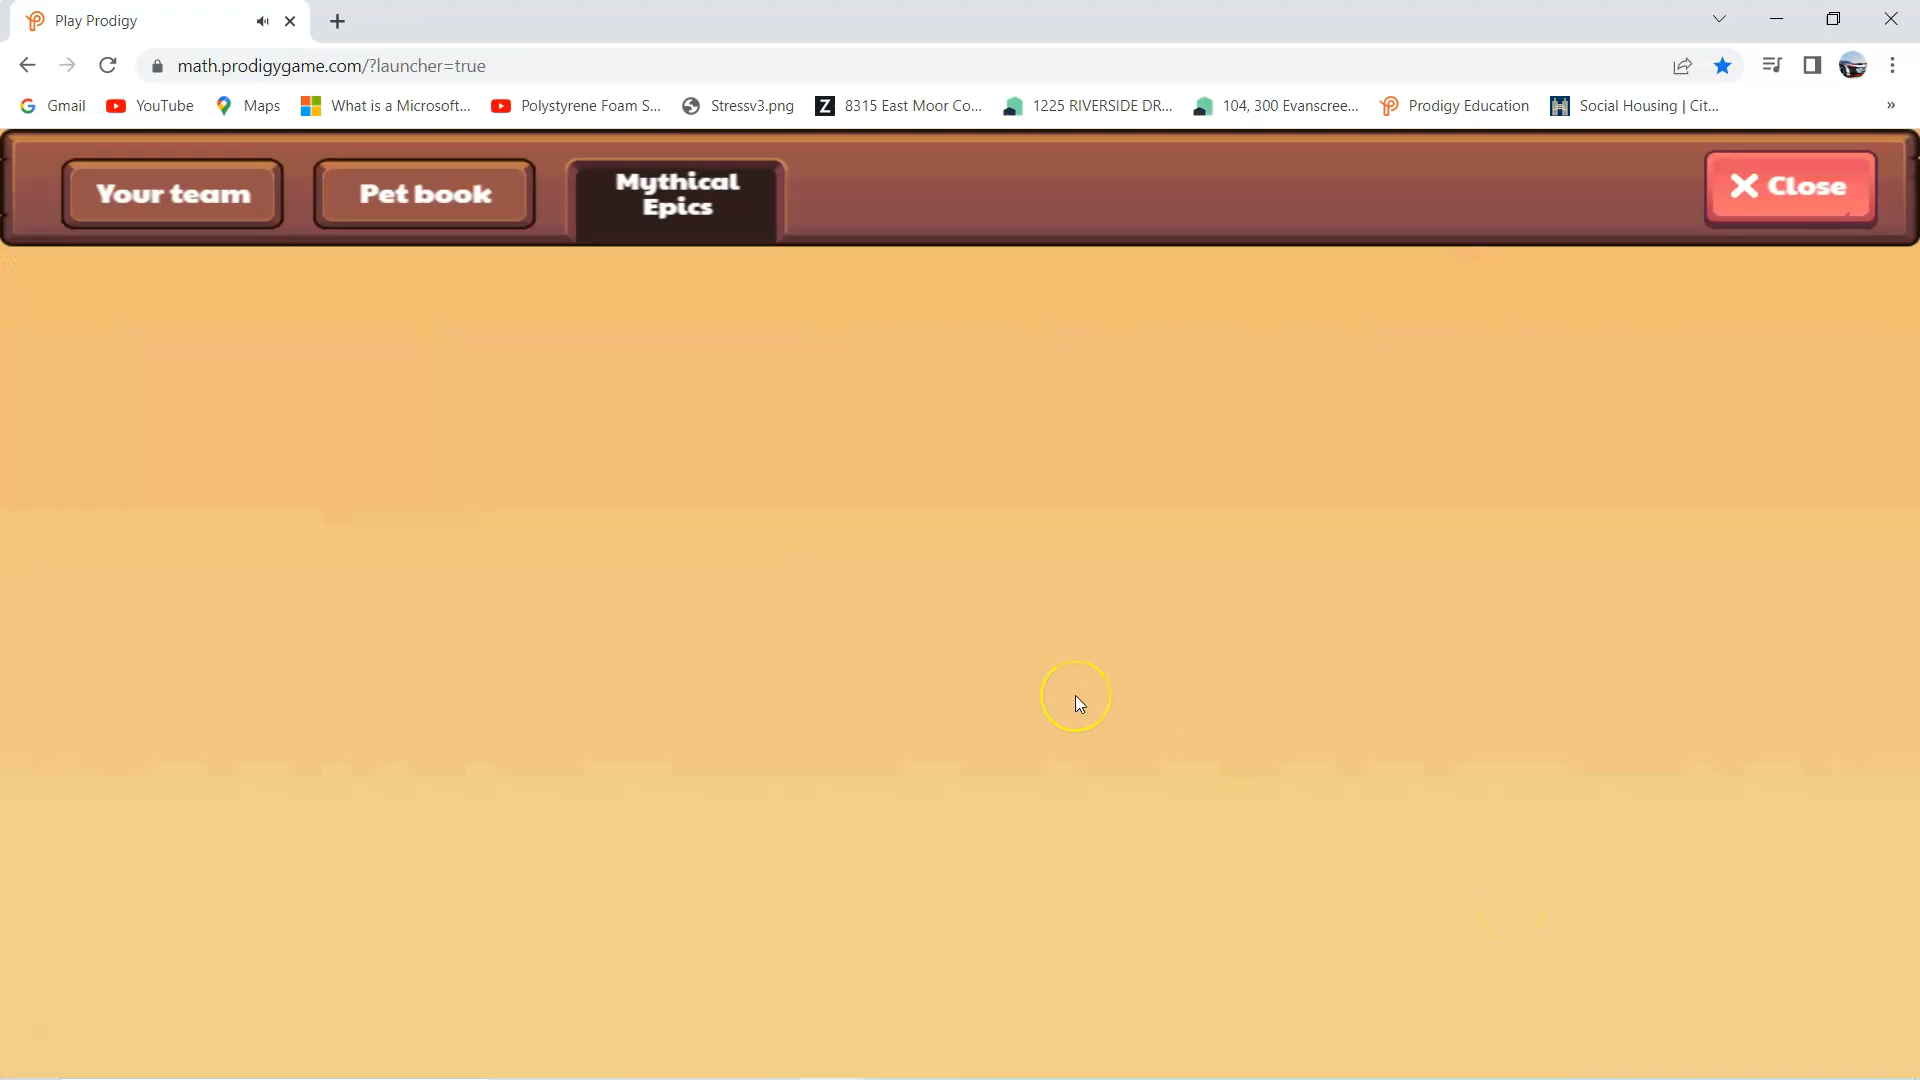 Play Prodigy
math.prodigygame.com/?launcher=true
Gmail
YouTube
Maps
What is a Microsoft...
Polystyrene Foam S...
Stressv3.png
Z
8315 East Moor Co...
1225 RIVERSIDE DR...
104, 300 Evanscree...
Prodigy Education
Social Housing | Cit...
»
Your team
Pet book
Mythical
Epics
Close